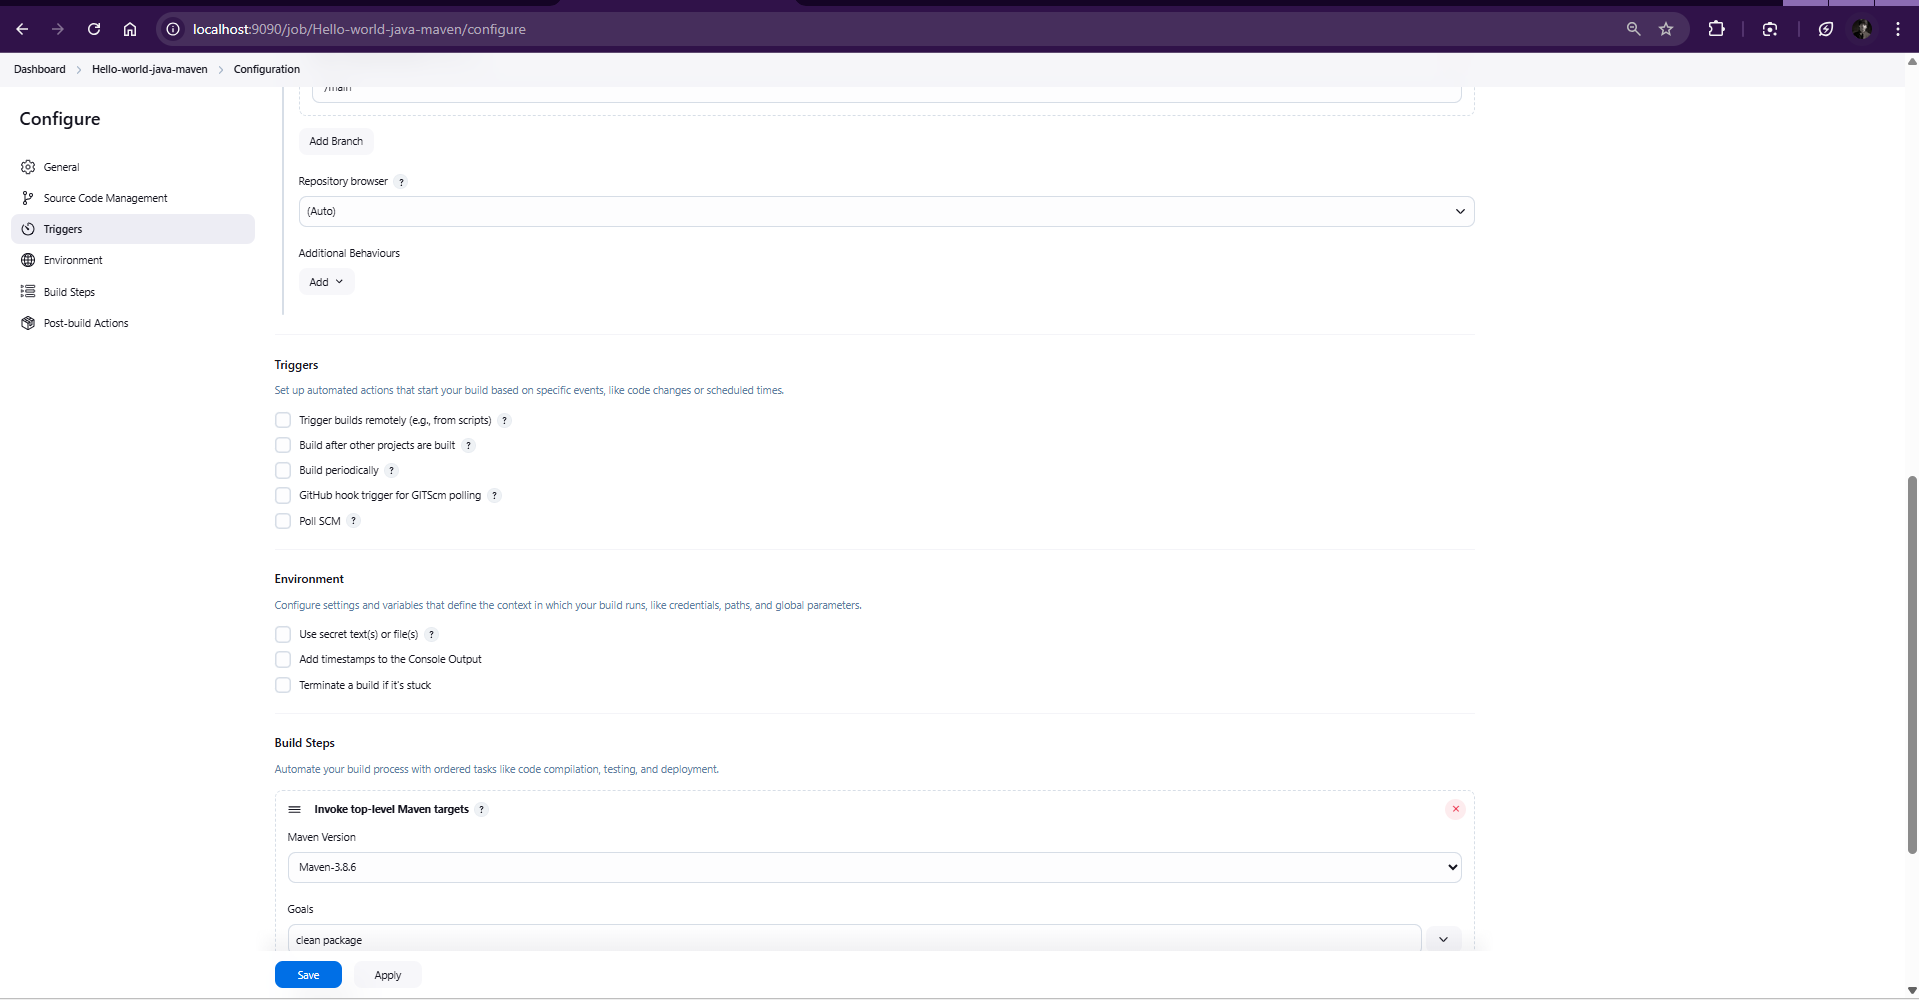 localhost:9090/job/Hello-world-java-maven/configure
Dashboard > Hello-world-java-maven > Configuration
Configure
General
Source Code Management
Triggers
Environment
Build Steps
Post-build Actions
Add Branch
Repository browser ?
(Auto)
Additional Behaviours
Add
Triggers
Set up automated actions that start your build based on specific events, like code changes or scheduled times.
Trigger builds remotely (e.g., from scripts) ?
Build after other projects are built ?
Build periodically ?
GitHub hook trigger for GITScm polling ?
Poll SCM ?
Environment
Configure settings and variables that define the context in which your build runs, like credentials, paths, and global parameters.
Use secret text(s) or file(s) ?
Add timestamps to the Console Output
Terminate a build if it's stuck
Build Steps
Automate your build process with ordered tasks like code compilation, testing, and deployment.
Invoke top-level Maven targets ?
Maven Version
Maven-3.8.6
Goals
clean package
Save
Apply